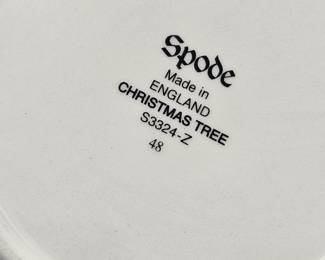 Spode
Made in
ENGLAND
CHRISTMAS TREE
S3324-Z
48